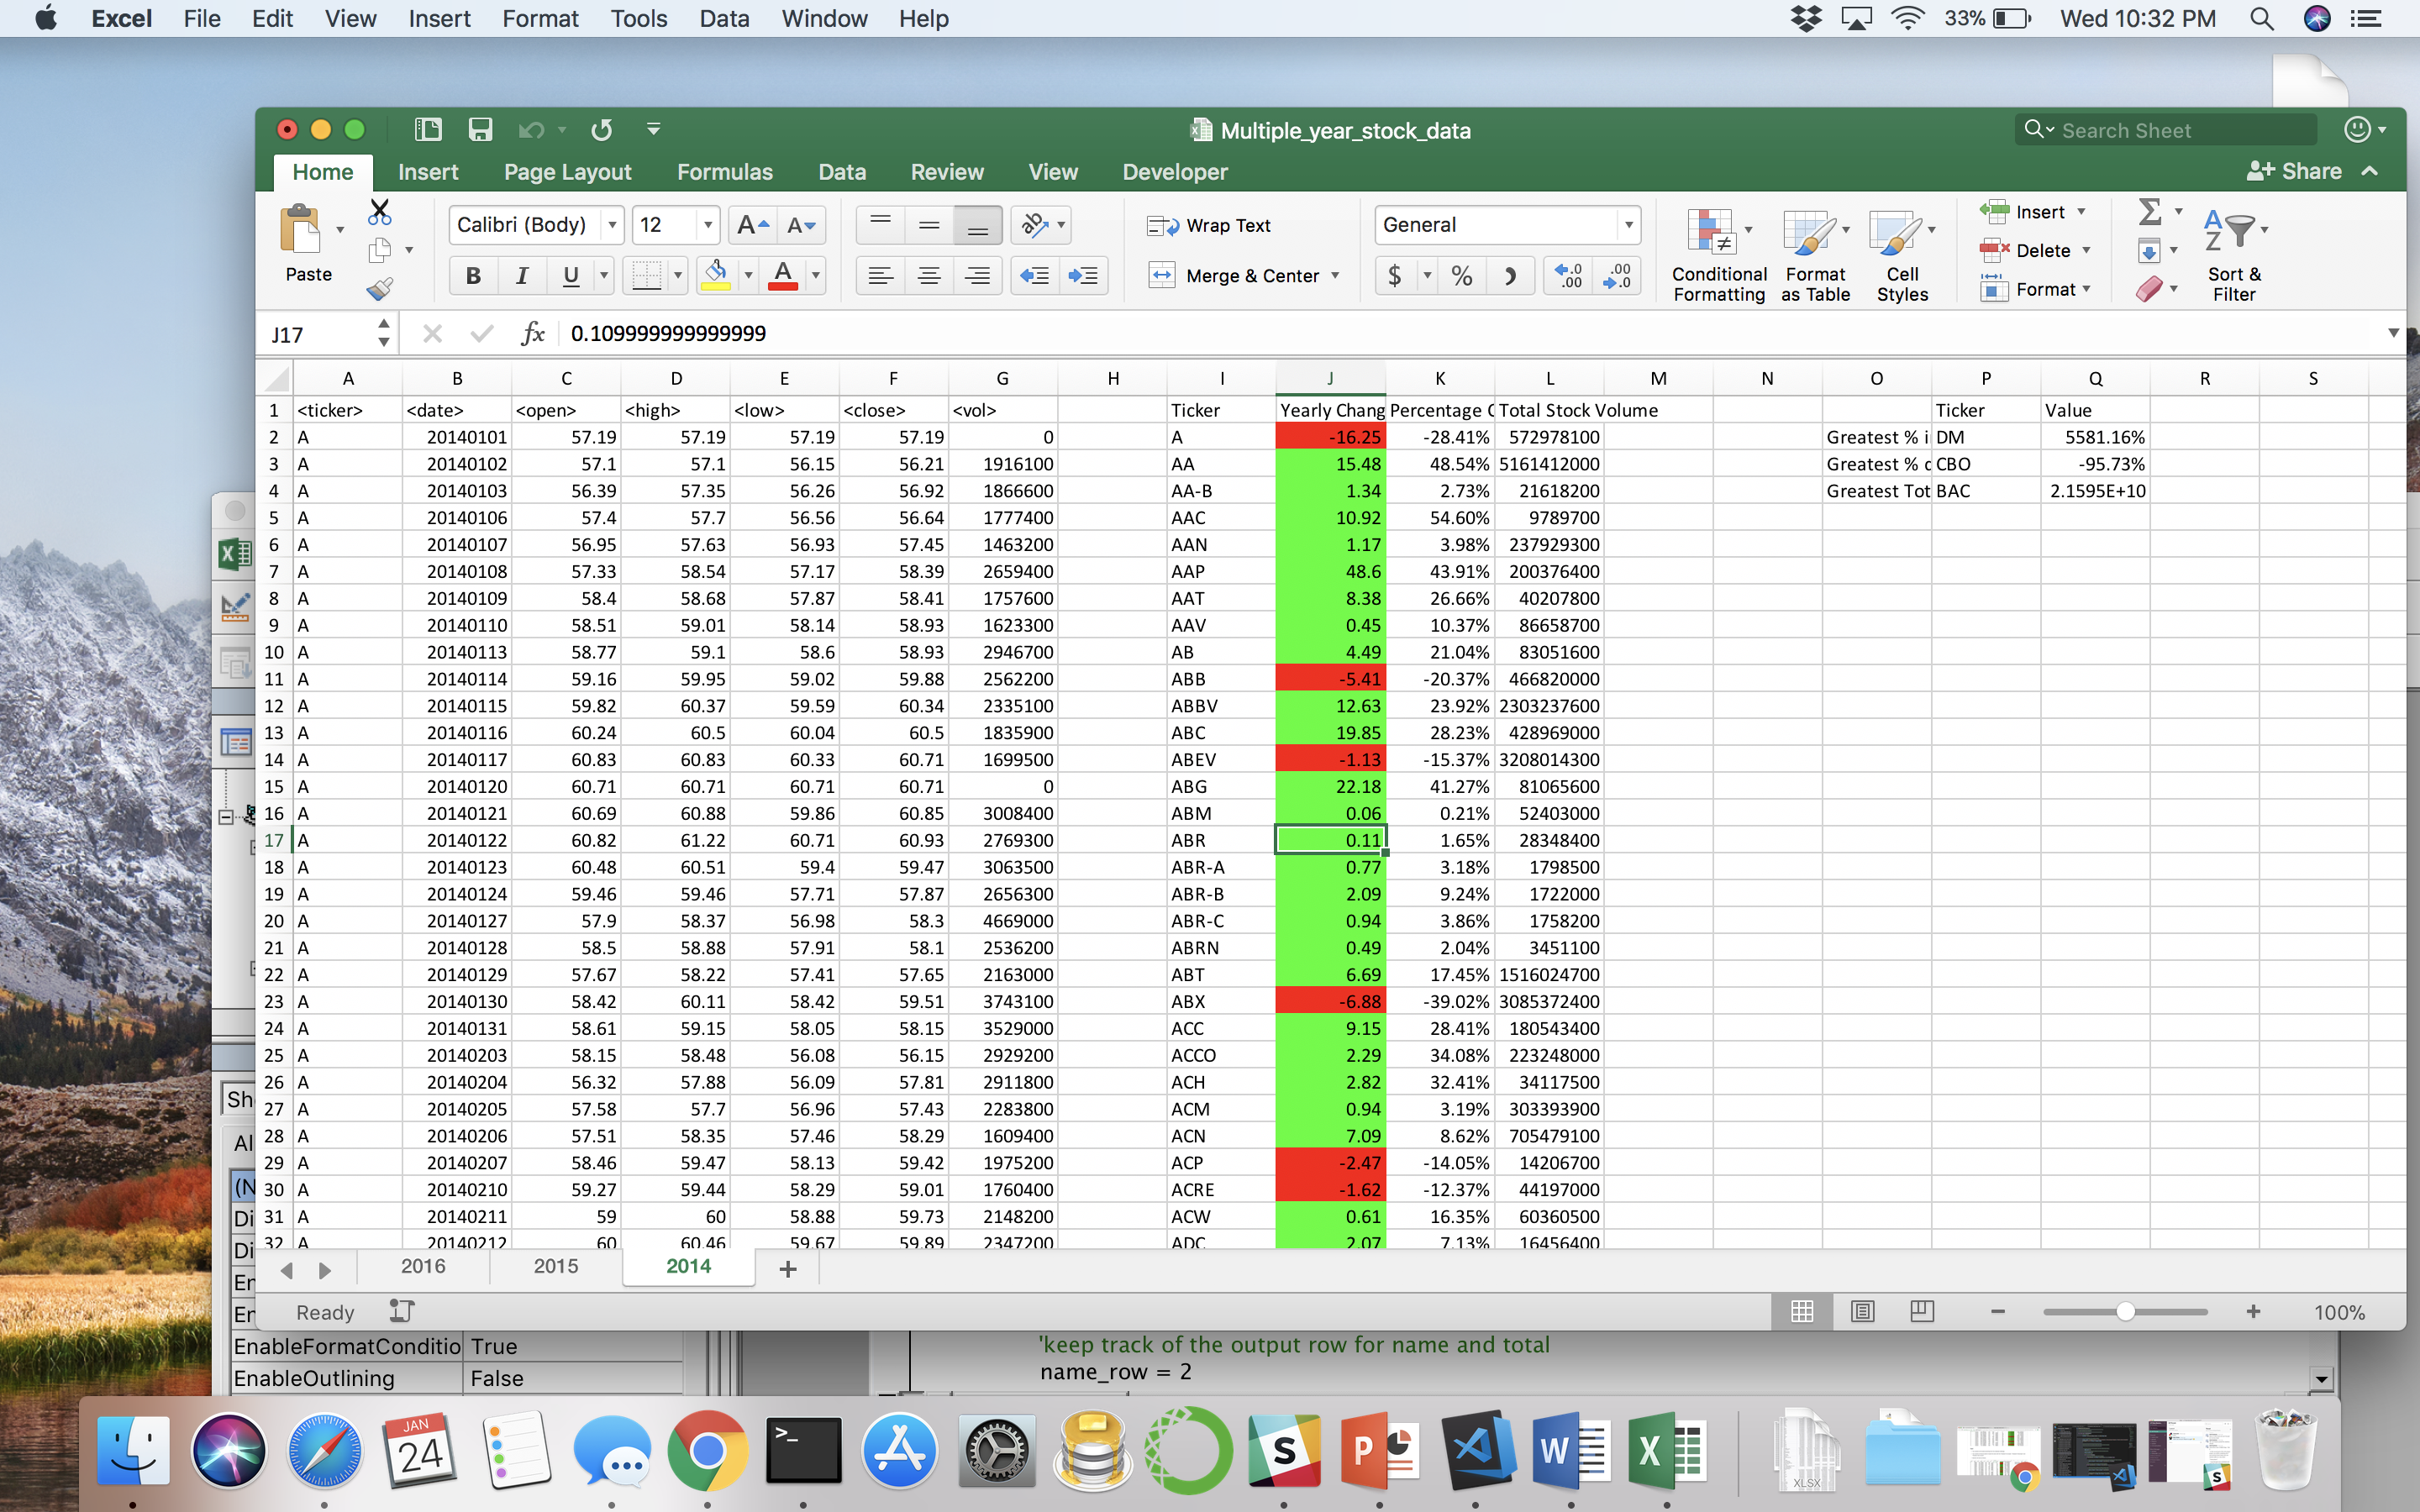 Excel File Edit View Insert Format Tools Data Window Help 33% Wed 10:32 PM
Multiple_year_stock_data Search Sheet
Home Insert Page Layout Formulas Data Review View Developer Share
Paste Calibri (Body) 12 A A Wrap Text General Insert Σ A Z
B I U A Merge & Center $ % Conditional Formatting Format as Table Cell Styles Delete Format Sort & Filter
J17 fx 0.109999999999999
A B C D E F G H I J K L M N O P Q R S
1 <ticker> <date> <open> <high> <low> <close> <vol> Ticker Yearly Chang Percentage C Total Stock Volume Ticker Value
2 A 20140101 57.19 57.19 57.19 57.19 0 A -16.25 -28.41% 572978100 Greatest % i DM 5581.16%
3 A 20140102 57.1 57.1 56.15 56.21 1916100 AA 15.48 48.54% 5161412000 Greatest % d CBO -95.73%
4 A 20140103 56.39 57.35 56.26 56.92 1866600 AA-B 1.34 2.73% 21618200 Greatest Tot BAC 2.1595E+10
5 A 20140106 57.4 57.7 56.56 56.64 1777400 AAC 10.92 54.60% 9789700
6 A 20140107 56.95 57.63 56.93 57.45 1463200 AAN 1.17 3.98% 237929300
7 A 20140108 57.33 58.54 57.17 58.39 2659400 AAP 48.6 43.91% 200376400
8 A 20140109 58.4 58.68 57.87 58.41 1757600 AAT 8.38 26.66% 40207800
9 A 20140110 58.51 59.01 58.14 58.93 1623300 AAV 0.45 10.37% 86658700
10 A 20140113 58.77 59.1 58.6 58.93 2946700 AB 4.49 21.04% 83051600
11 A 20140114 59.16 59.95 59.02 59.88 2562200 ABB -5.41 -20.37% 466820000
12 A 20140115 59.82 60.37 59.59 60.34 2335100 ABBV 12.63 23.92% 2303237600
13 A 20140116 60.24 60.5 60.04 60.5 1835900 ABC 19.85 28.23% 428969000
14 A 20140117 60.83 60.83 60.33 60.71 1699500 ABEV -1.13 -15.37% 3208014300
15 A 20140120 60.71 60.71 60.71 60.71 0 ABG 22.18 41.27% 81065600
16 A 20140121 60.69 60.88 59.86 60.85 3008400 ABM 0.06 0.21% 52403000
17 A 20140122 60.82 61.22 60.71 60.93 2769300 ABR 0.11 1.65% 28348400
18 A 20140123 60.48 60.51 59.4 59.47 3063500 ABR-A 0.77 3.18% 1798500
19 A 20140124 59.46 59.46 57.71 57.87 2656300 ABR-B 2.09 9.24% 1722000
20 A 20140127 57.9 58.37 56.98 58.3 4669000 ABR-C 0.94 3.86% 1758200
21 A 20140128 58.5 58.88 57.91 58.1 2536200 ABRN 0.49 2.04% 3451100
22 A 20140129 57.67 58.22 57.41 57.65 2163000 ABT 6.69 17.45% 1516024700
23 A 20140130 58.42 60.11 58.42 59.51 3743100 ABX -6.88 -39.02% 3085372400
24 A 20140131 58.61 59.15 58.05 58.15 3529000 ACC 9.15 28.41% 180543400
25 A 20140203 58.15 58.48 56.08 56.15 2929200 ACCO 2.29 34.08% 223248000
26 A 20140204 56.32 57.88 56.09 57.81 2911800 ACH 2.82 32.41% 34117500
27 A 20140205 57.58 57.7 56.96 57.43 2283800 ACM 0.94 3.19% 303393900
28 A 20140206 57.51 58.35 57.46 58.29 1609400 ACN 7.09 8.62% 705479100
29 A 20140207 58.46 59.47 58.13 59.42 1975200 ACP -2.47 -14.05% 14206700
30 A 20140210 59.27 59.44 58.29 59.01 1760400 ACRE -1.62 -12.37% 44197000
31 A 20140211 59 60 58.88 59.73 2148200 ACW 0.61 16.35% 60360500
32 A 20140212 60 60.46 59.67 59.89 2347200 ADC 2.07 7.13% 16456400
Sh
Al
(N
Di
Di
En
En
2016 2015 2014 +
Ready 100%
EnableFormatConditio True
EnableOutlining False
'keep track of the output row for name and total
name_row = 2
JAN
24
>_
S
P
W
X
XLSX